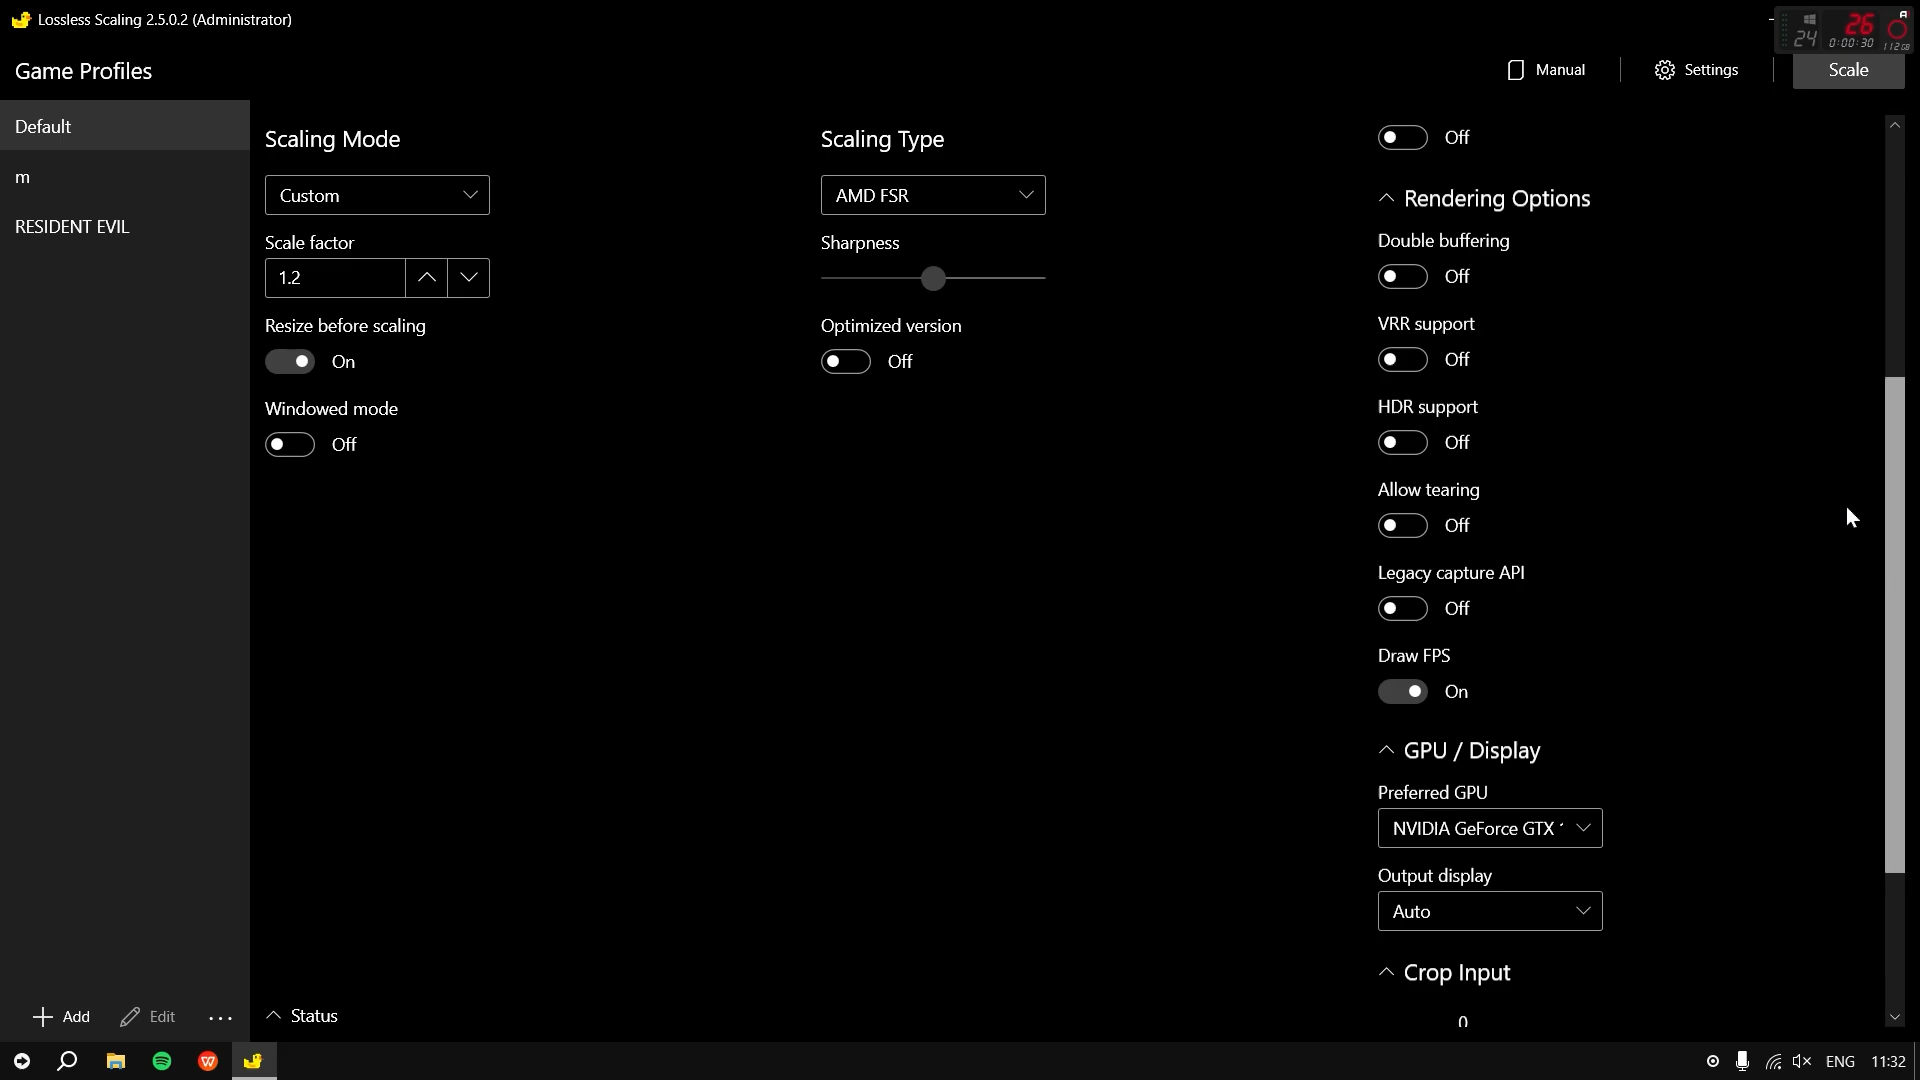 Lossless Scaling 2.5.0.2 (Administrator)
24
26
0:00:30
112GB
Game Profiles
Manual
Settings
Scale
Default
m
RESIDENT EVIL
Scaling Mode
Custom
Scale factor
1.2
Resize before scaling
On
Windowed mode
Off
Scaling Type
AMD FSR
Sharpness
Optimized version
Off
Off
Rendering Options
Double buffering
Off
VRR support
Off
HDR support
Off
Allow tearing
Off
Legacy capture API
Off
Draw FPS
On
GPU / Display
Preferred GPU
NVIDIA GeForce GTX
Output display
Auto
Crop Input
0
Add
Edit
...
Status
ENG
11:32